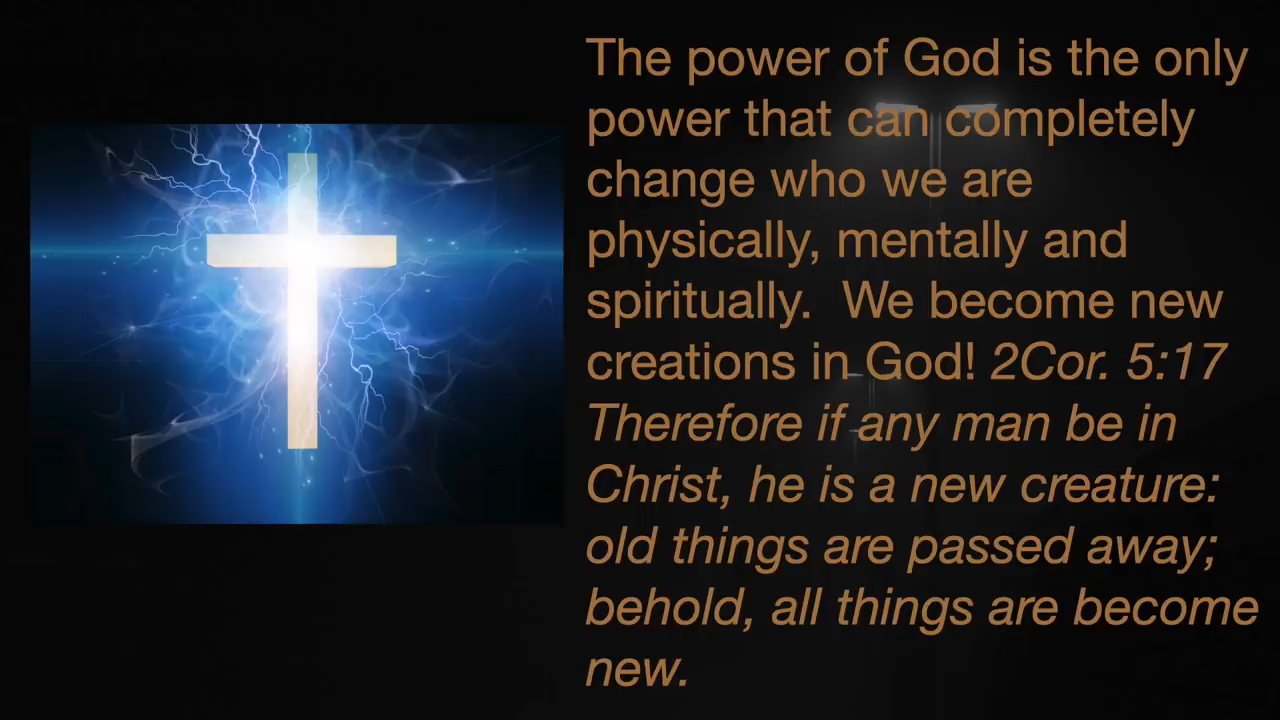 The power of God is the only
power that can completely
change who we are
physically, mentally and
spiritually.  We become new
creations in God! 2Cor. 5:17
Therefore if any man be in
Christ, he is a new creature:
old things are passed away;
behold, all things are become
new.